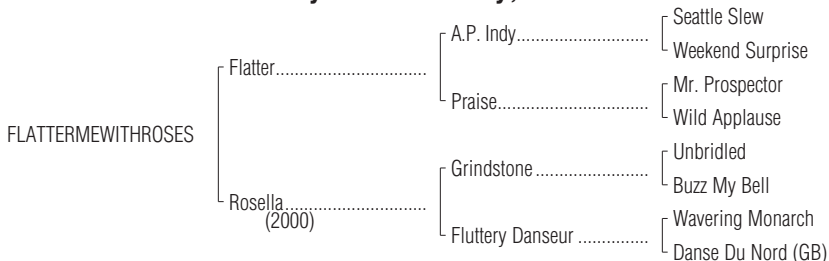 Seattle Slew
A.P. Indy..................................
Weekend Surprise
Flatter..................................
Mr. Prospector
Praise..................................
Wild Applause
FLATTERMEWITHROSES
Unbridled
Grindstone .........................
Buzz My Bell
Rosella................................
(2000)
Wavering Monarch
Fluttery Danseur ................
Danse Du Nord (GB)